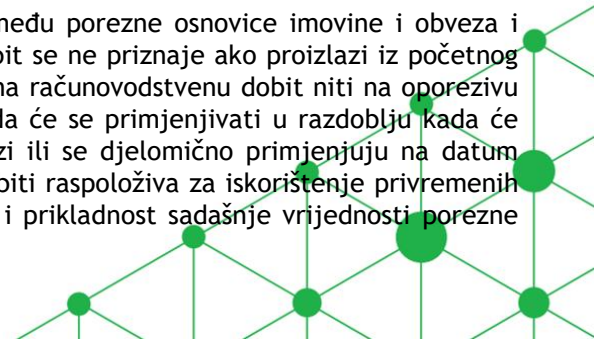 među porezne osnovice imovine i obveza i
bit se ne priznaje ako proizlazi iz početnog
na računovodstvenu dobit niti na oporezivu
da će se primjenjivati u razdoblju kada će
zi ili se djelomično primjenjuju na datum
biti raspoloživa za iskorištenje privremenih
i prikladnost sadašnje vrijednosti porezne